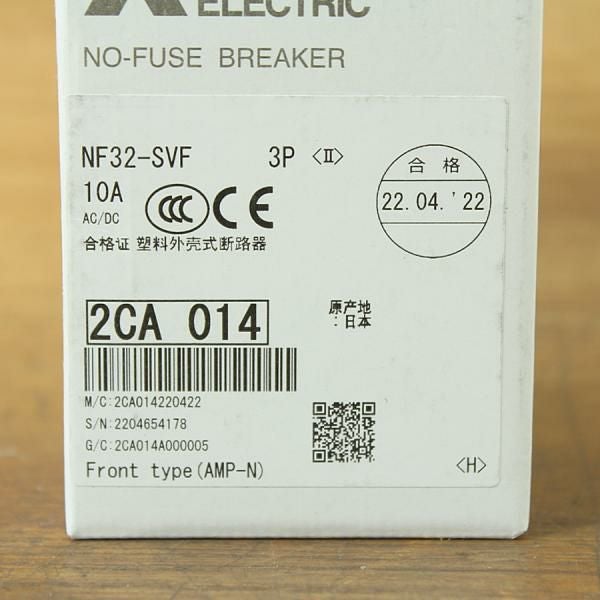 ELECTRIC
NO-FUSE BREAKER
NF32-SVF 3P <Ⅱ>
10A
AC/DC
CCC CE
合格
22.04.'22
合格证 塑料外壳式断路器
2CA 014
原产地
:日本
M/C:2CA014220422
S/N:2204654178
G/C:2CA014A000005
Front type(AMP-N)
<H>